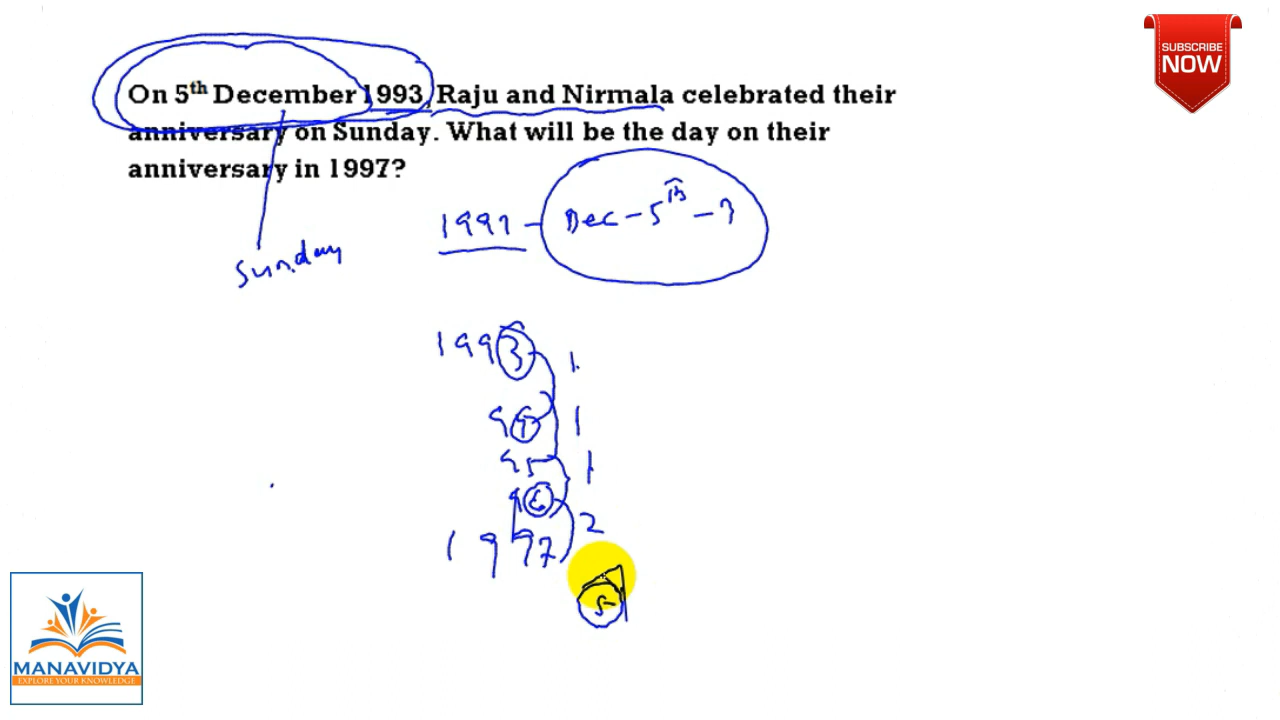 SUBSCRIBE
NOW
On 5th December 1993, Raju and Nirmala celebrated their
anniversary on Sunday. What will be the day on their
anniversary in 1997?
1997 - Dec - 5th - ?
Sunday
1993
1
94
1
95
1
96
2
1997
5
MANAVIDYA
EXPLORE YOUR KNOWLEDGE